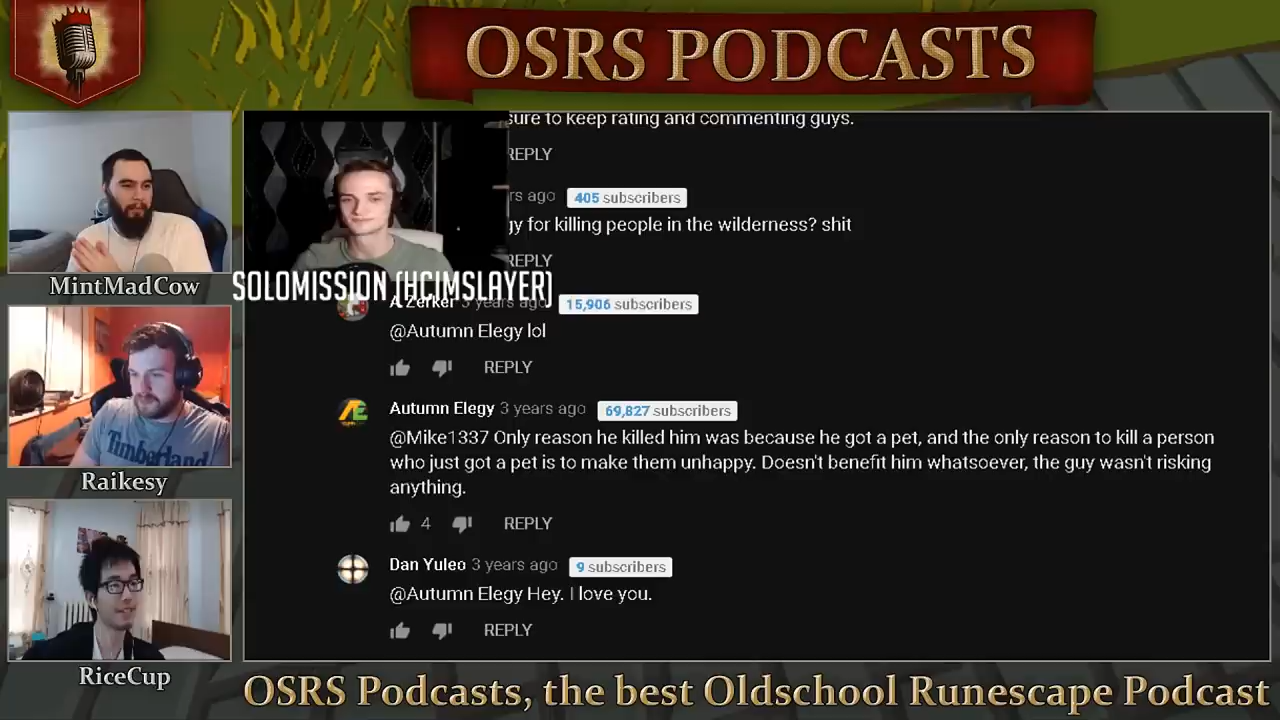 OSRS PODCASTS
sure to keep rating and commenting guys.
REPLY
rs ago 405 subscribers
gy for killing people in the wilderness? shit
REPLY
MintMadCow
SOLOMISSION (HCIMSLAYER)
A Zerker 3 years ago 15,906 subscribers
@Autumn Elegy lol
REPLY
Autumn Elegy 3 years ago 69,827 subscribers
@Mike1337 Only reason he killed him was because he got a pet, and the only reason to kill a person
who just got a pet is to make them unhappy. Doesn't benefit him whatsoever, the guy wasn't risking
anything.
4 REPLY
Timberland
Raikesy
Dan Yuleo 3 years ago 9 subscribers
@Autumn Elegy Hey. I love you.
REPLY
RiceCup
OSRS Podcasts, the best Oldschool Runescape Podcast